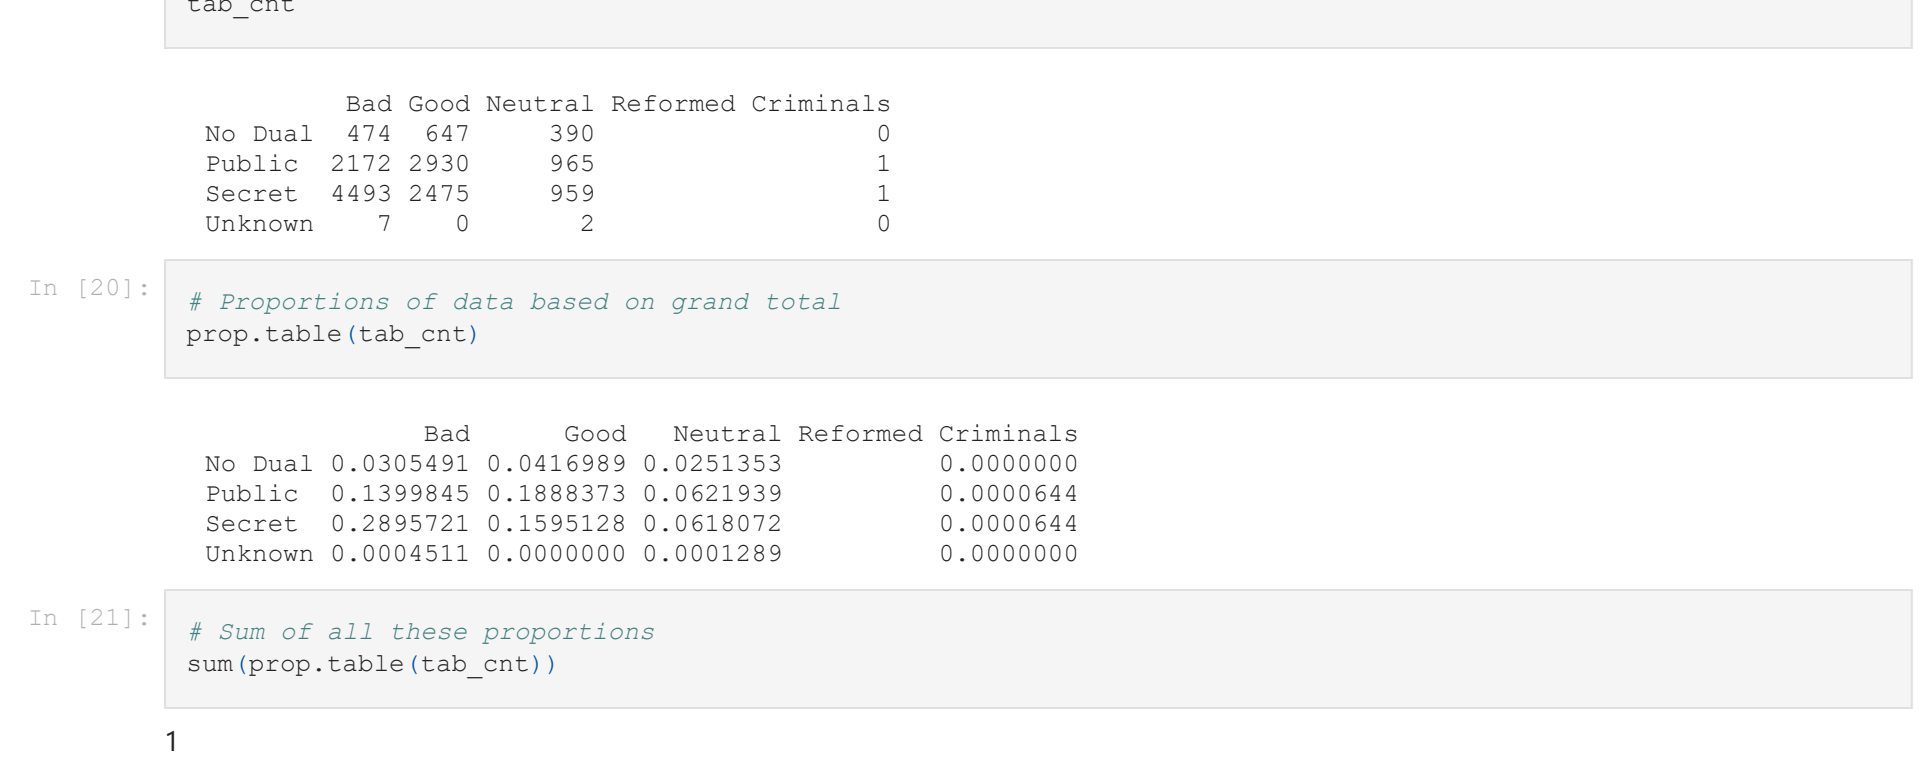 tab_cnt
Bad Good Neutral Reformed Criminals
No Dual 474 647 390 0
Public 2172 2930 965 1
Secret 4493 2475 959 1
Unknown 7 0 2 0
In [20]:
# Proportions of data based on grand total
prop.table(tab_cnt)
Bad Good Neutral Reformed Criminals
No Dual 0.0305491 0.0416989 0.0251353 0.0000000
Public 0.1399845 0.1888373 0.0621939 0.0000644
Secret 0.2895721 0.1595128 0.0618072 0.0000644
Unknown 0.0004511 0.0000000 0.0001289 0.0000000
In [21]:
# Sum of all these proportions
sum(prop.table(tab_cnt))
1